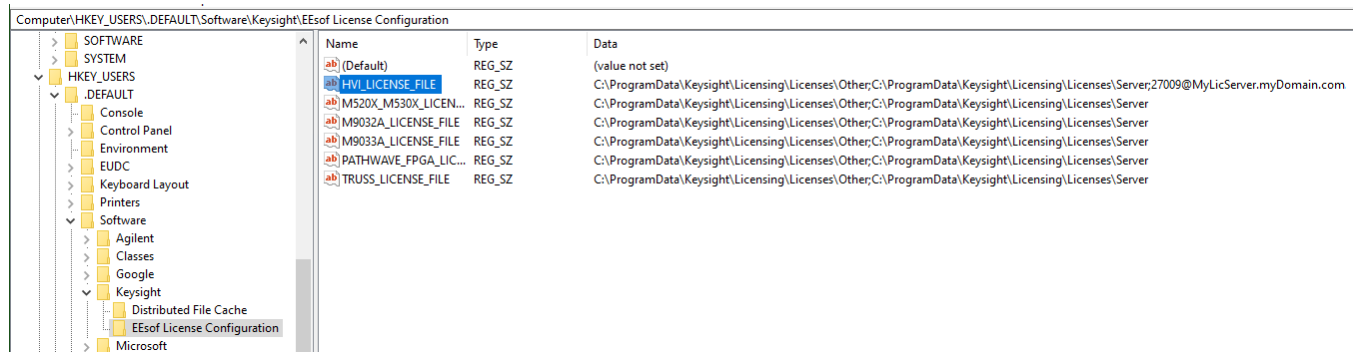 Computer\HKEY_USERS\.DEFAULT\Software\Keysight\EEsof License Configuration
SOFTWARE
SYSTEM
HKEY_USERS
.DEFAULT
Console
Control Panel
Environment
EUDC
Keyboard Layout
Printers
Software
Agilent
Classes
Google
Keysight
Distributed File Cache
EEsof License Configuration
Microsoft
Name Type Data
(Default) REG_SZ (value not set)
HVI_LICENSE_FILE REG_SZ C:\ProgramData\Keysight\Licensing\Licenses\Other;C:\ProgramData\Keysight\Licensing\Licenses\Server;27009@MyLicServer.myDomain.com
M520X_M530X_LICEN... REG_SZ C:\ProgramData\Keysight\Licensing\Licenses\Other;C:\ProgramData\Keysight\Licensing\Licenses\Server
M9032A_LICENSE_FILE REG_SZ C:\ProgramData\Keysight\Licensing\Licenses\Other;C:\ProgramData\Keysight\Licensing\Licenses\Server
M9033A_LICENSE_FILE REG_SZ C:\ProgramData\Keysight\Licensing\Licenses\Other;C:\ProgramData\Keysight\Licensing\Licenses\Server
PATHWAVE_FPGA_LIC... REG_SZ C:\ProgramData\Keysight\Licensing\Licenses\Other;C:\ProgramData\Keysight\Licensing\Licenses\Server
TRUSS_LICENSE_FILE REG_SZ C:\ProgramData\Keysight\Licensing\Licenses\Other;C:\ProgramData\Keysight\Licensing\Licenses\Server